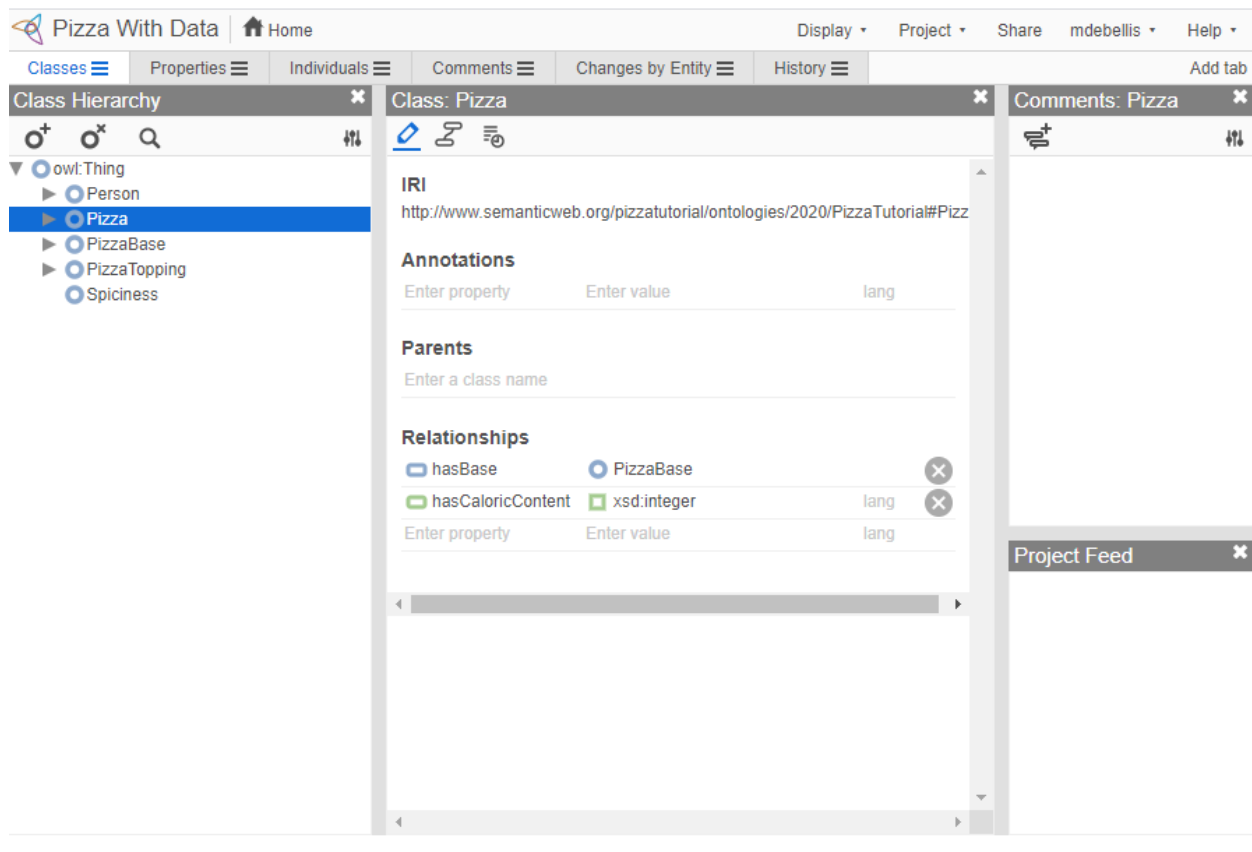 Pizza With Data Home Display Project Share mdebellis Help
Classes Properties Individuals Comments Changes by Entity History Add tab
Class Hierarchy
owl:Thing
Person
Pizza
PizzaBase
PizzaTopping
Spiciness
Class: Pizza
IRI
http://www.semanticweb.org/pizzatutorial/ontologies/2020/PizzaTutorial#Pizz
Annotations
Enter property Enter value lang
Parents
Enter a class name
Relationships
hasBase PizzaBase
hasCaloricContent xsd:integer lang
Enter property Enter value lang
Comments: Pizza
Project Feed